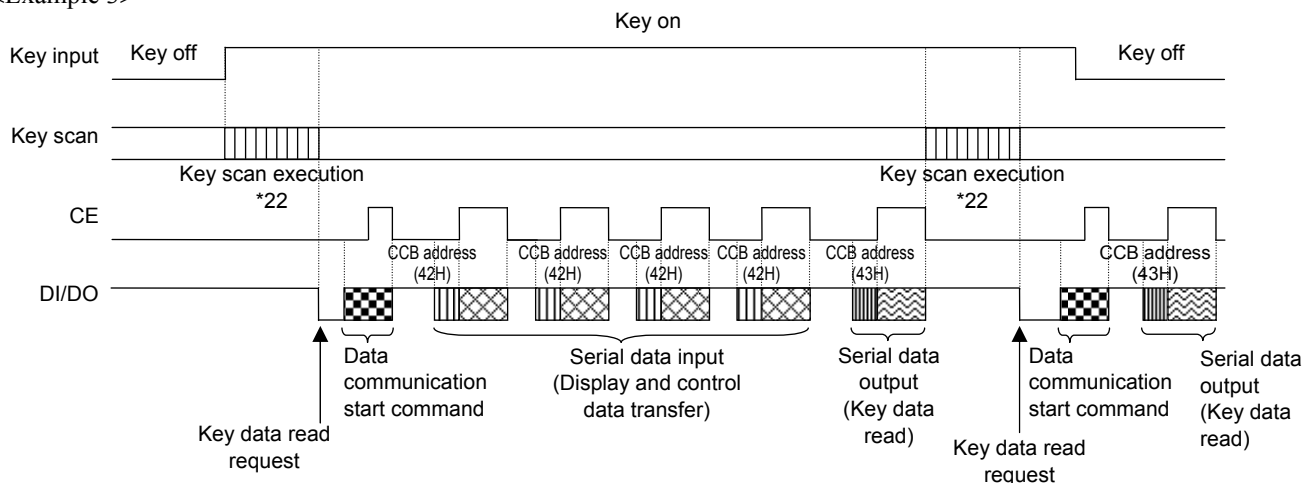 <Example 3>
Key on
Key input
Key off
Key off
Key scan
Key scan execution
*22
Key scan execution
*22
CE
CCB address
(42H)
CCB address
(42H)
CCB address
(42H)
CCB address
(42H)
CCB address
(43H)
CCB address
(43H)
DI/DO
Data
communication
start command
Serial data input
(Display and control
data transfer)
Serial data
output
(Key data
read)
Data
communication
start command
Serial data
output
(Key data
read)
Key data read
request
Key data read
request